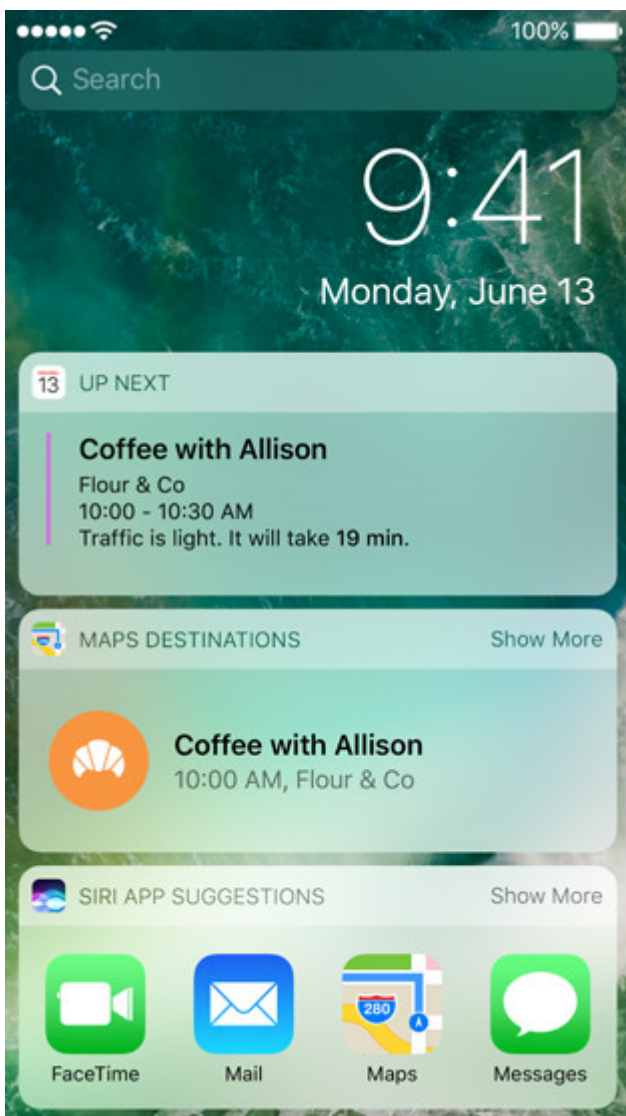 100%
Search
9:41
Monday, June 13
13 UP NEXT
Coffee with Allison
Flour & Co
10:00 - 10:30 AM
Traffic is light. It will take 19 min.
MAPS DESTINATIONS Show More
Coffee with Allison
10:00 AM, Flour & Co
SIRI APP SUGGESTIONS Show More
280
FaceTime Mail Maps Messages